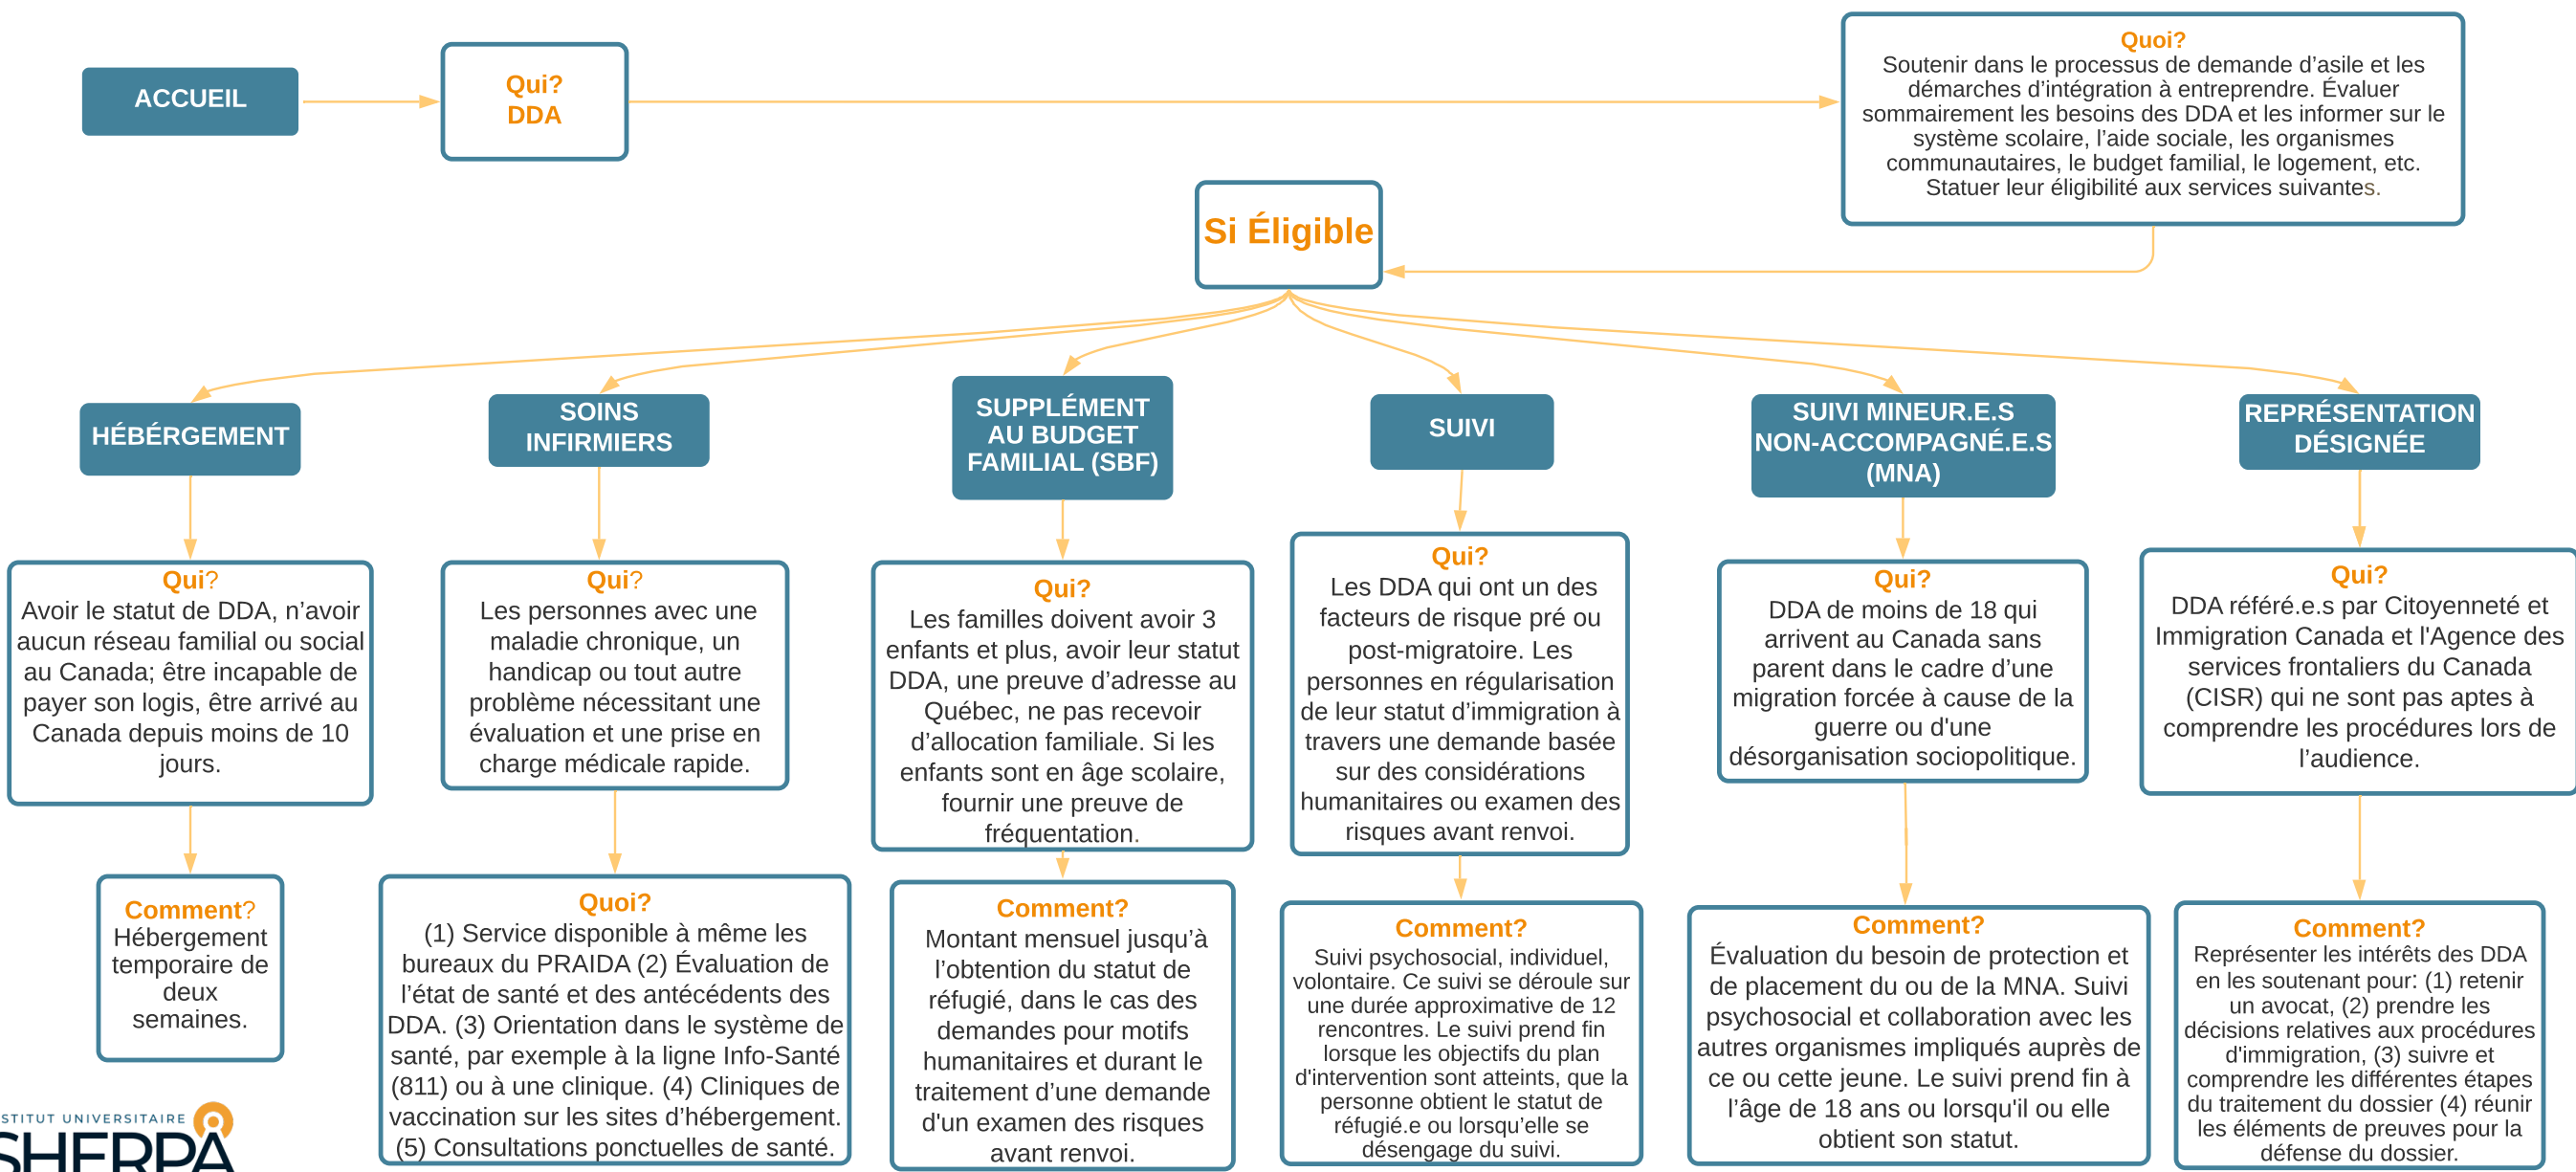 ACCUEIL
Qui?
DDA
Quoi?
Soutenir dans le processus de demande d’asile et les
démarches d’intégration à entreprendre. Évaluer
sommairement les besoins des DDA et les informer sur le
système scolaire, l’aide sociale, les organismes
communautaires, le budget familial, le logement, etc.
Statuer leur éligibilité aux services suivantes.
Si Éligible
HÉBÉRGEMENT
Qui?
Avoir le statut de DDA, n’avoir
aucun réseau familial ou social
au Canada; être incapable de
payer son logis, être arrivé au
Canada depuis moins de 10
jours.
Comment?
Hébergement
temporaire de
deux
semaines.
SOINS
INFIRMIERS
Qui?
Les personnes avec une
maladie chronique, un
handicap ou tout autre
problème nécessitant une
évaluation et une prise en
charge médicale rapide.
Quoi?
(1) Service disponible à même les
bureaux du PRAIDA (2) Évaluation de
l’état de santé et des antécédents des
DDA. (3) Orientation dans le système de
santé, par exemple à la ligne Info-Santé
(811) ou à une clinique. (4) Cliniques de
vaccination sur les sites d’hébergement.
(5) Consultations ponctuelles de santé.
SUPPLÉMENT
AU BUDGET
FAMILIAL (SBF)
Qui?
Les familles doivent avoir 3
enfants et plus, avoir leur statut
DDA, une preuve d’adresse au
Québec, ne pas recevoir
d’allocation familiale. Si les
enfants sont en âge scolaire,
fournir une preuve de
fréquentation.
Comment?
Montant mensuel jusqu’à
l’obtention du statut de
réfugié, dans le cas des
demandes pour motifs
humanitaires et durant le
traitement d’une demande
d'un examen des risques
avant renvoi.
SUIVI
Qui?
Les DDA qui ont un des
facteurs de risque pré ou
post-migratoire. Les
personnes en régularisation
de leur statut d’immigration à
travers une demande basée
sur des considérations
humanitaires ou examen des
risques avant renvoi.
Comment?
Suivi psychosocial, individuel,
volontaire. Ce suivi se déroule sur
une durée approximative de 12
rencontres. Le suivi prend fin
lorsque les objectifs du plan
d'intervention sont atteints, que la
personne obtient le statut de
réfugié.e ou lorsqu’elle se
désengage du suivi.
SUIVI MINEUR.E.S
NON-ACCOMPAGNÉ.E.S
(MNA)
Qui?
DDA de moins de 18 qui
arrivent au Canada sans
parent dans le cadre d’une
migration forcée à cause de la
guerre ou d'une
désorganisation sociopolitique.
Comment?
Évaluation du besoin de protection et
de placement du ou de la MNA. Suivi
psychosocial et collaboration avec les
autres organismes impliqués auprès de
ce ou cette jeune. Le suivi prend fin à
l’âge de 18 ans ou lorsqu'il ou elle
obtient son statut.
REPRÉSENTATION
DÉSIGNÉE
Qui?
DDA référé.e.s par Citoyenneté et
Immigration Canada et l'Agence des
services frontaliers du Canada
(CISR) qui ne sont pas aptes à
comprendre les procédures lors de
l’audience.
Comment?
Représenter les intérêts des DDA
en les soutenant pour: (1) retenir
un avocat, (2) prendre les
décisions relatives aux procédures
d'immigration, (3) suivre et
comprendre les différentes étapes
du traitement du dossier (4) réunir
les éléments de preuves pour la
défense du dossier.
STITUT UNIVERSITAIRE
SHERPA